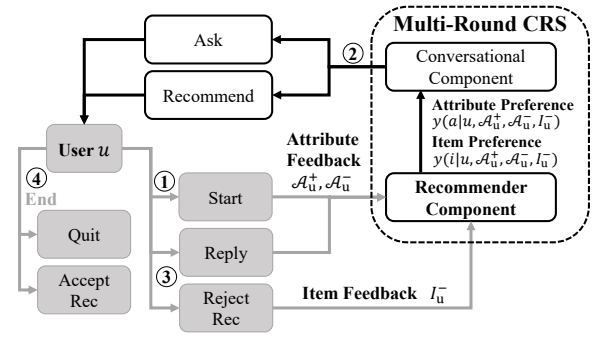 Multi-Round CRS
Ask
②
Conversational
Component
Recommend
Attribute Preference
y(a|u, 𝒜u⁺, 𝒜u⁻, Iu⁻)
Item Preference
y(i|u, 𝒜u⁺, 𝒜u⁻, Iu⁻)
User u
Attribute
Feedback
𝒜u⁺, 𝒜u⁻
④
End
①
Start
Recommender
Component
Quit
Reply
③
Accept
Rec
Reject
Rec
Item Feedback Iu⁻